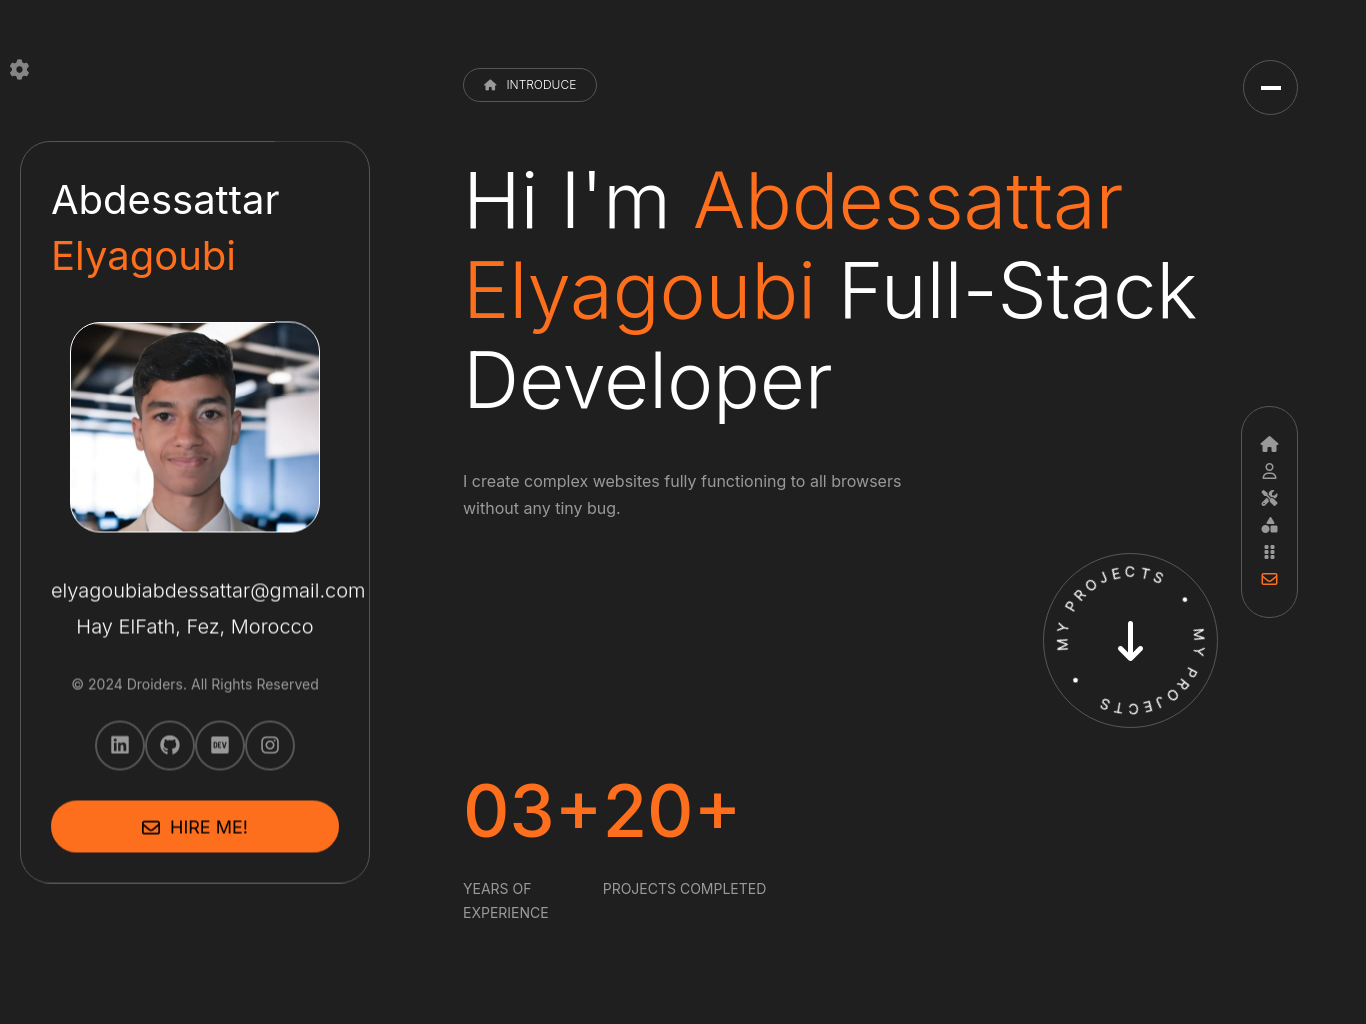 INTRODUCE
Abdessattar
Elyagoubi
elyagoubiabdessattar@gmail.com
Hay ElFath, Fez, Morocco
© 2024 Droiders. All Rights Reserved
DEV
HIRE ME!
Hi I'm Abdessattar
Elyagoubi Full-Stack
Developer
I create complex websites fully functioning to all browsers
without any tiny bug.
MY PROJECTS • MY PROJECTS •
03+ 20+
YEARS OF PROJECTS COMPLETED
EXPERIENCE